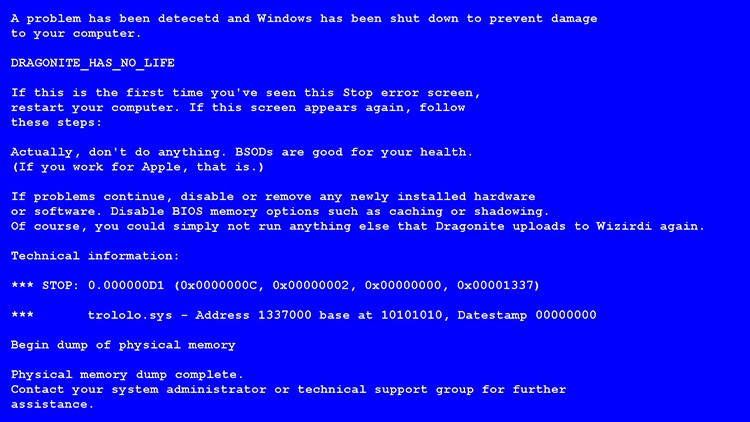 A problem has been detecetd and Windows has been shut down to prevent damage
to your computer.
DRAGONITE_HAS_NO_LIFE
If this is the first time you've seen this Stop error screen,
restart your computer. If this screen appears again, follow
these steps:
Actually, don't do anything. BSODs are good for your health.
(If you work for Apple, that is.)
If problems continue, disable or remove any newly installed hardware
or software. Disable BIOS memory options such as caching or shadowing.
Of course, you could simply not run anything else that Dragonite uploads to Wizirdi again.
Technical information:
*** STOP: 0.000000D1 (0x0000000C, 0x00000002, 0x00000000, 0x00001337)
*** trololo.sys - Address 1337000 base at 10101010, Datestamp 00000000
Begin dump of physical memory
Physical memory dump complete.
Contact your system administrator or technical support group for further
assistance.